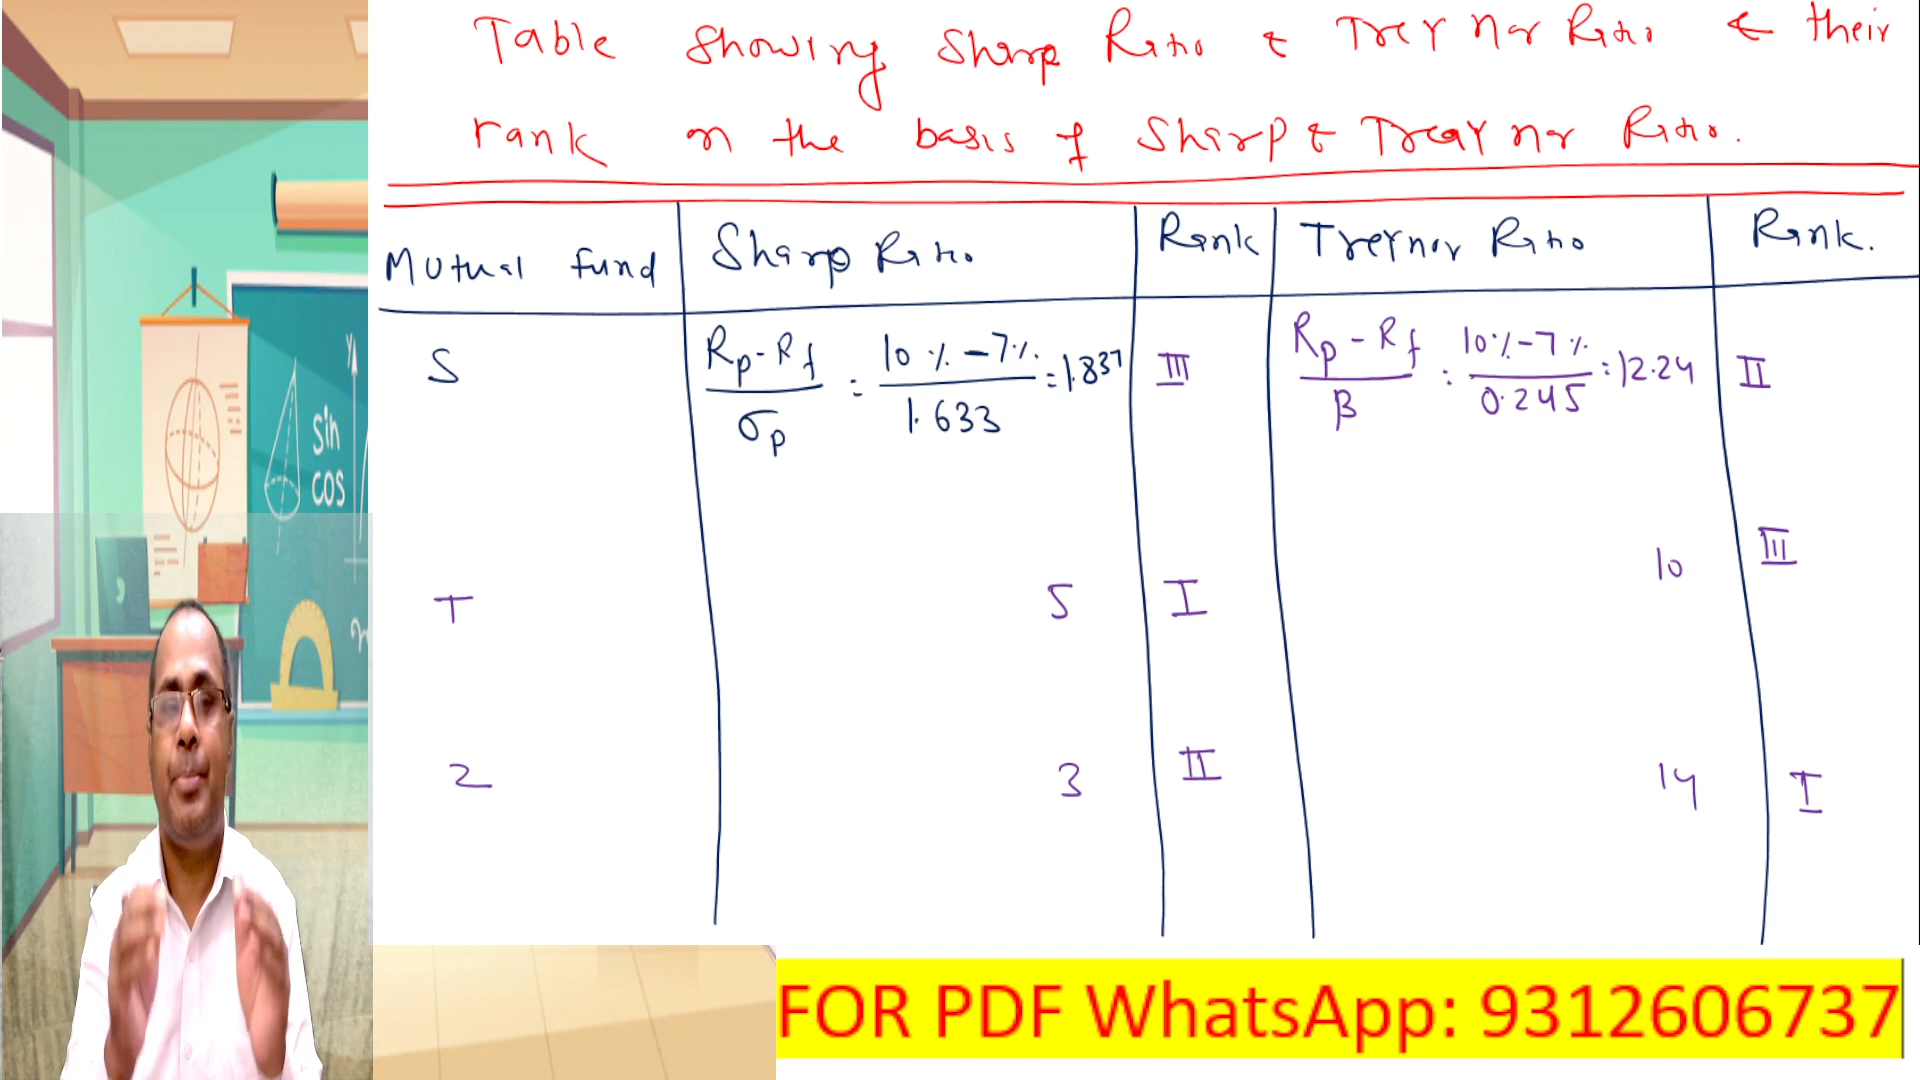 Table showing Sharp Ratio & Treynor Ratio & their
rank on the basis of Sharp & Treaynor Ratio.
Mutual fund Sharp Ratio Rank Treynor Ratio Rank.
S Rp-Rf/σp = 10%-7%/1.633 = 1.837 III Rp-Rf/β = 10%-7%/0.245 = 12.24 II
T 5 I 10 III
Z 3 II 14 I
sin
cos
y
FOR PDF WhatsApp: 9312606737